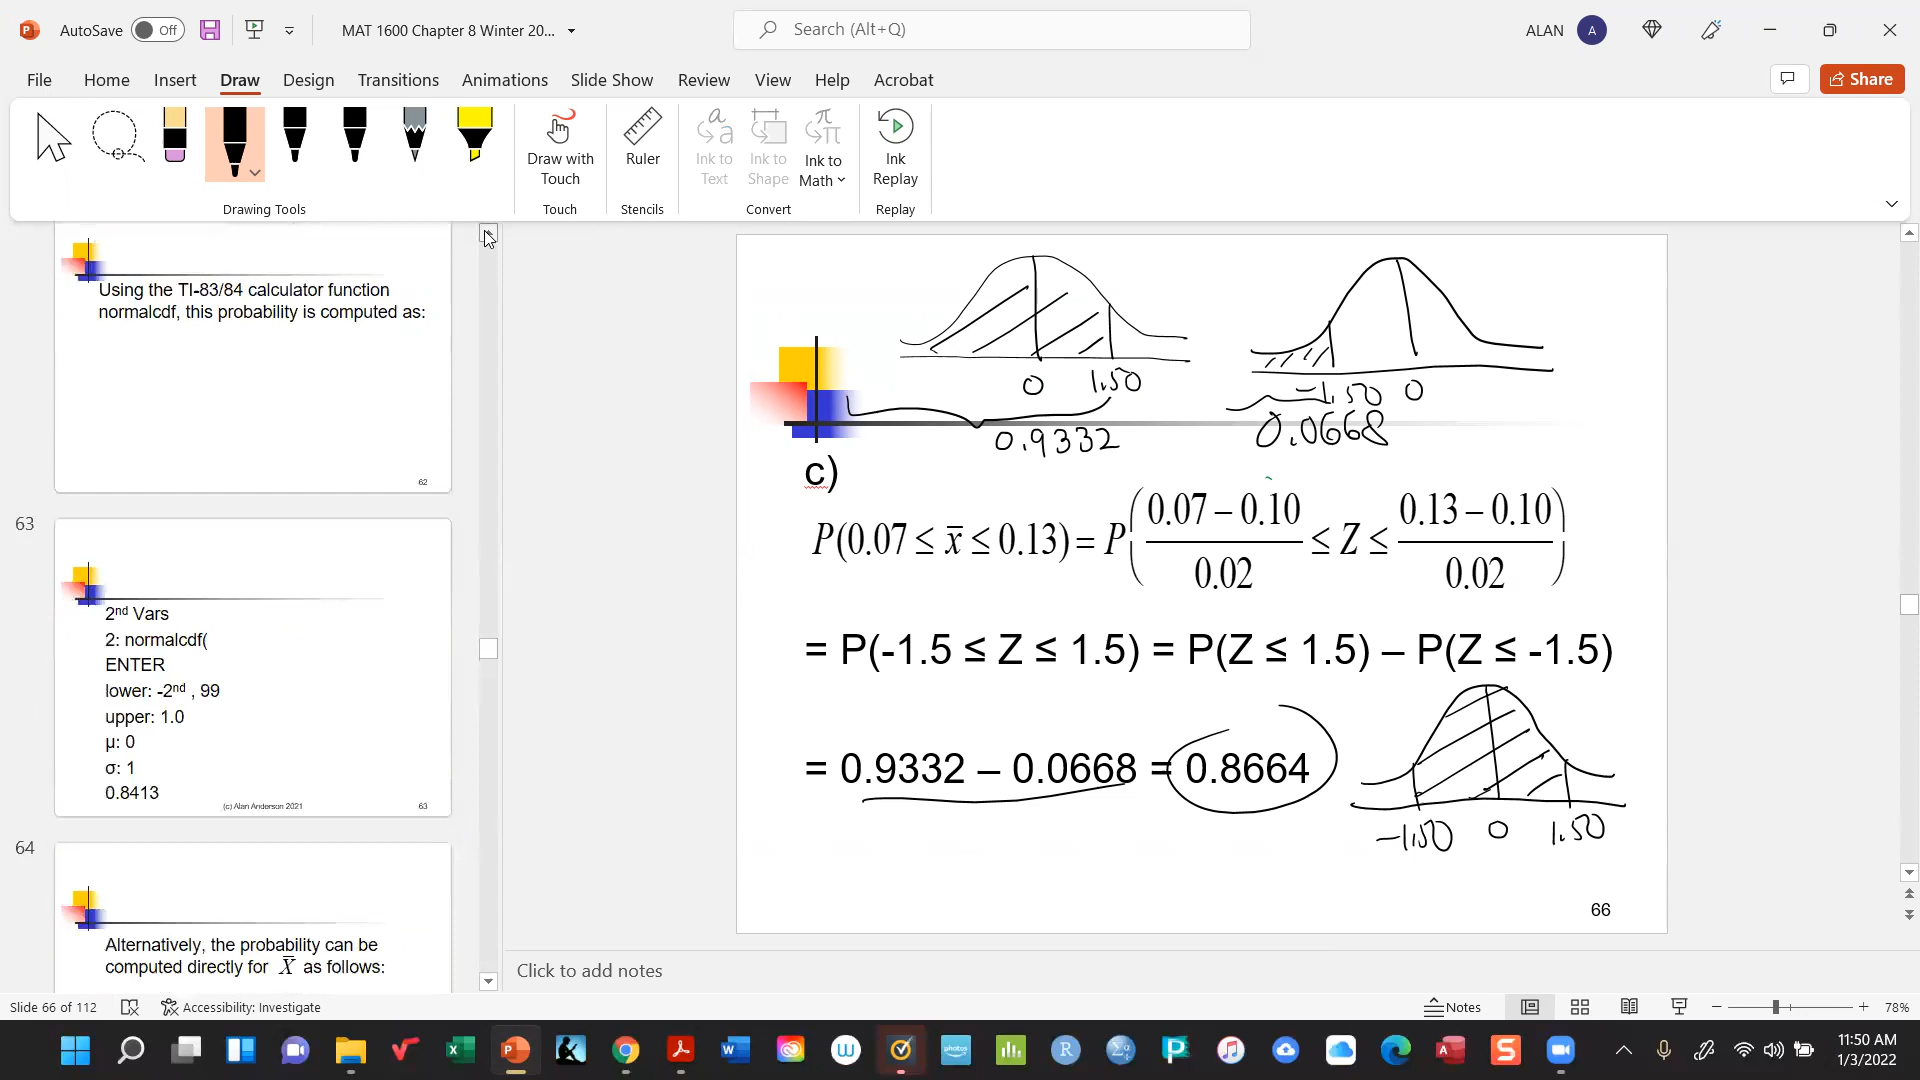 AutoSave Off MAT 1600 Chapter 8 Winter 20... Search (Alt+Q) ALAN A
File Home Insert Draw Design Transitions Animations Slide Show Review View Help Acrobat Share
Draw with Touch
Ruler
Ink to Text
Ink to Shape
Ink to Math
Ink Replay
Drawing Tools Touch Stencils Convert Replay
Using the TI-83/84 calculator function
normalcdf, this probability is computed as:
62
63
2nd Vars
2: normalcdf(
ENTER
lower: -2nd , 99
upper: 1.0
µ: 0
σ: 1
0.8413
(c) Alan Anderson 2021 63
64
Alternatively, the probability can be
computed directly for X̅ as follows:
0 1.50
0.9332
-1.50 0
0.0668
c)
P(0.07 ≤ x̅ ≤ 0.13) = P( (0.07 – 0.10)/0.02 ≤ Z ≤ (0.13 – 0.10)/0.02 )
= P(-1.5 ≤ Z ≤ 1.5) = P(Z ≤ 1.5) – P(Z ≤ -1.5)
= 0.9332 – 0.0668 = 0.8664
-1.50 0 1.50
66
Click to add notes
Slide 66 of 112 Accessibility: Investigate Notes 78%
11:50 AM
1/3/2022